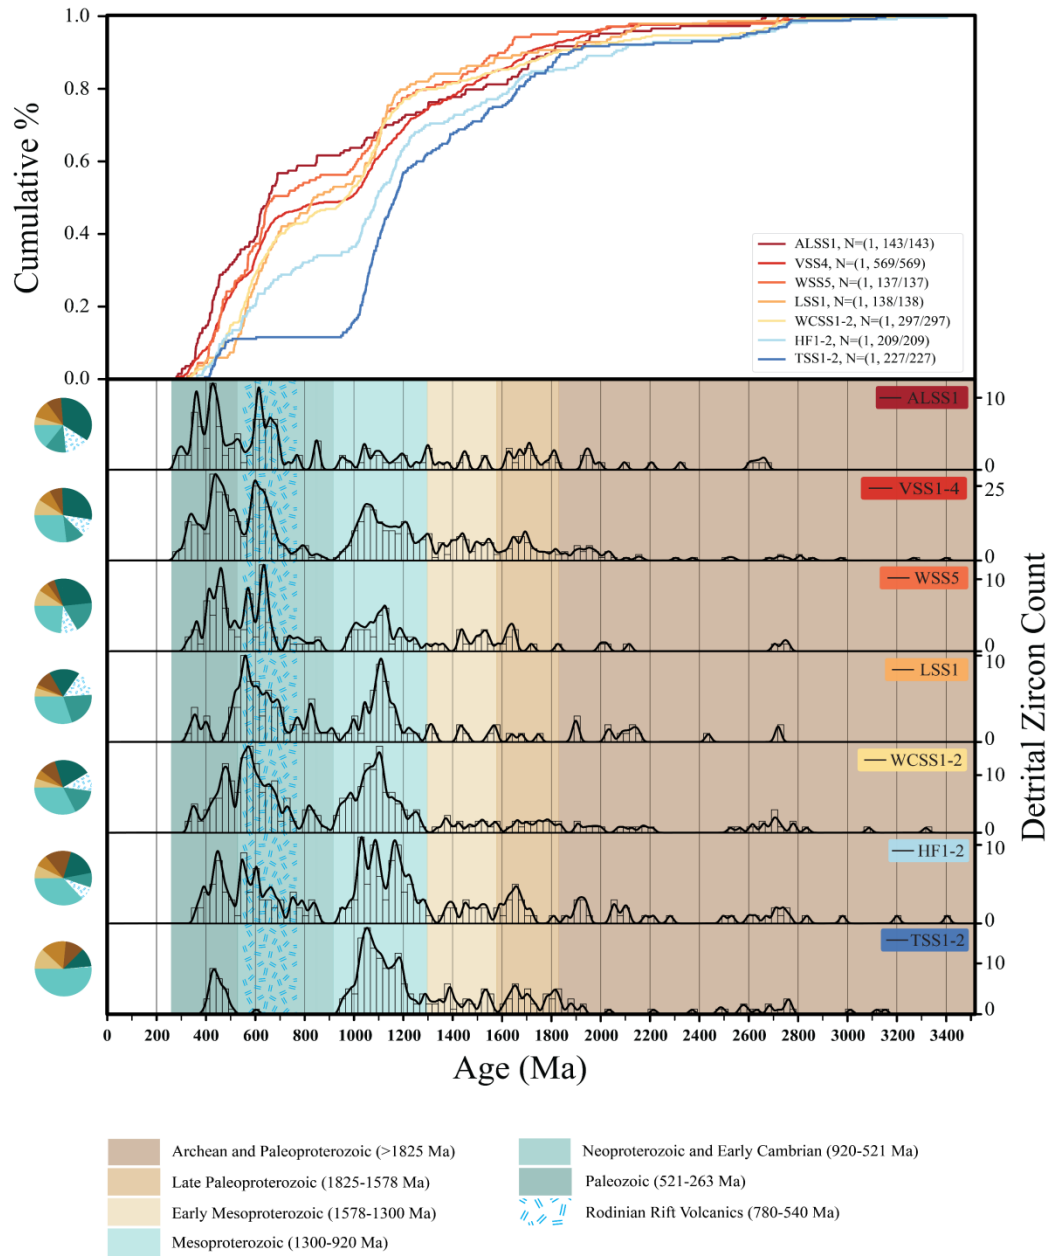 1.0
0.8
0.6
0.4
0.2
0.0
Cumulative %
ALSS1, N=(1, 143/143)
VSS4, N=(1, 569/569)
WSS5, N=(1, 137/137)
LSS1, N=(1, 138/138)
WCSS1-2, N=(1, 297/297)
HF1-2, N=(1, 209/209)
TSS1-2, N=(1, 227/227)
ALSS1
10
0
VSS1-4
25
0
WSS5
10
0
LSS1
10
0
WCSS1-2
10
0
HF1-2
10
0
TSS1-2
10
0
Detrital Zircon Count
0 200 400 600 800 1000 1200 1400 1600 1800 2000 2200 2400 2600 2800 3000 3200 3400
Age (Ma)
Archean and Paleoproterozoic (>1825 Ma)
Late Paleoproterozoic (1825-1578 Ma)
Early Mesoproterozoic (1578-1300 Ma)
Mesoproterozoic (1300-920 Ma)
Neoproterozoic and Early Cambrian (920-521 Ma)
Paleozoic (521-263 Ma)
Rodinian Rift Volcanics (780-540 Ma)